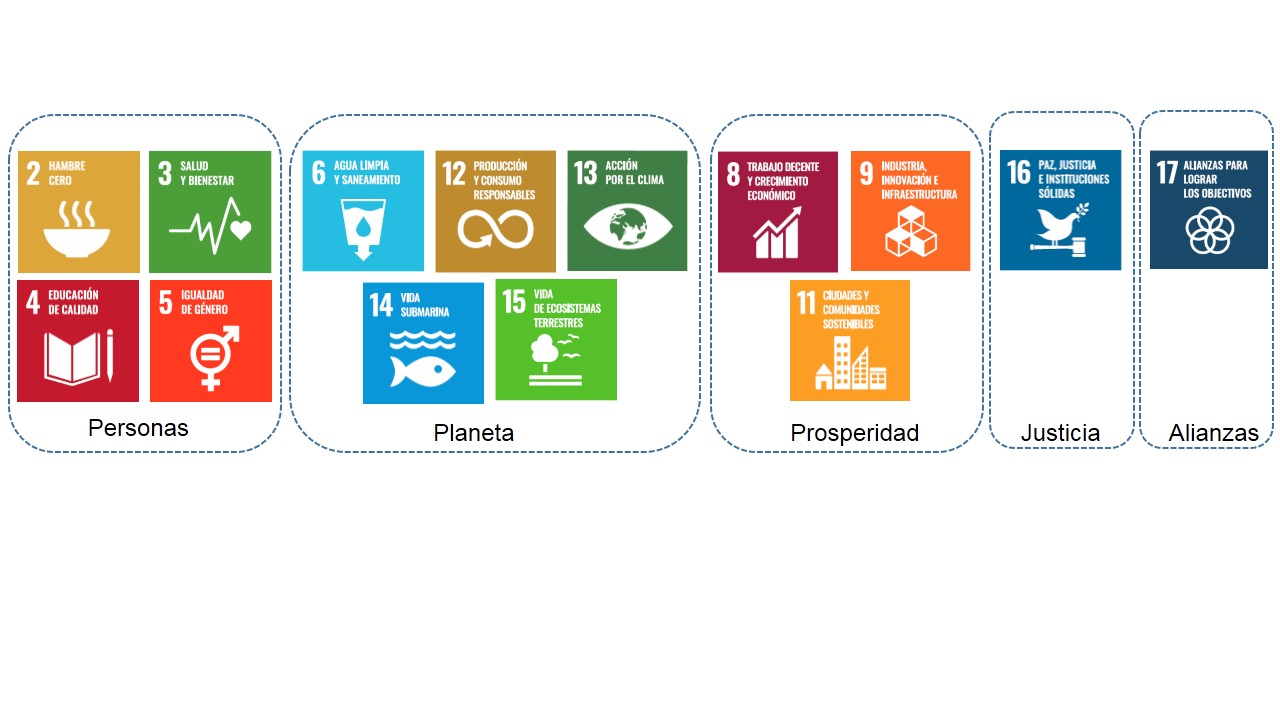 2 HAMBRE
CERO
3 SALUD
Y BIENESTAR
4 EDUCACIÓN
DE CALIDAD
5 IGUALDAD
DE GÉNERO
Personas
6 AGUA LIMPIA
Y SANEAMIENTO
12 PRODUCCIÓN
Y CONSUMO
RESPONSABLES
13 ACCIÓN
POR EL CLIMA
14 VIDA
SUBMARINA
15 VIDA
DE ECOSISTEMAS
TERRESTRES
Planeta
8 TRABAJO DECENTE
Y CRECIMIENTO
ECONÓMICO
9 INDUSTRIA,
INNOVACIÓN E
INFRAESTRUCTURA
11 CIUDADES Y
COMUNIDADES
SOSTENIBLES
Prosperidad
16 PAZ, JUSTICIA
E INSTITUCIONES
SÓLIDAS
Justicia
17 ALIANZAS PARA
LOGRAR
LOS OBJECTIVOS
Alianzas